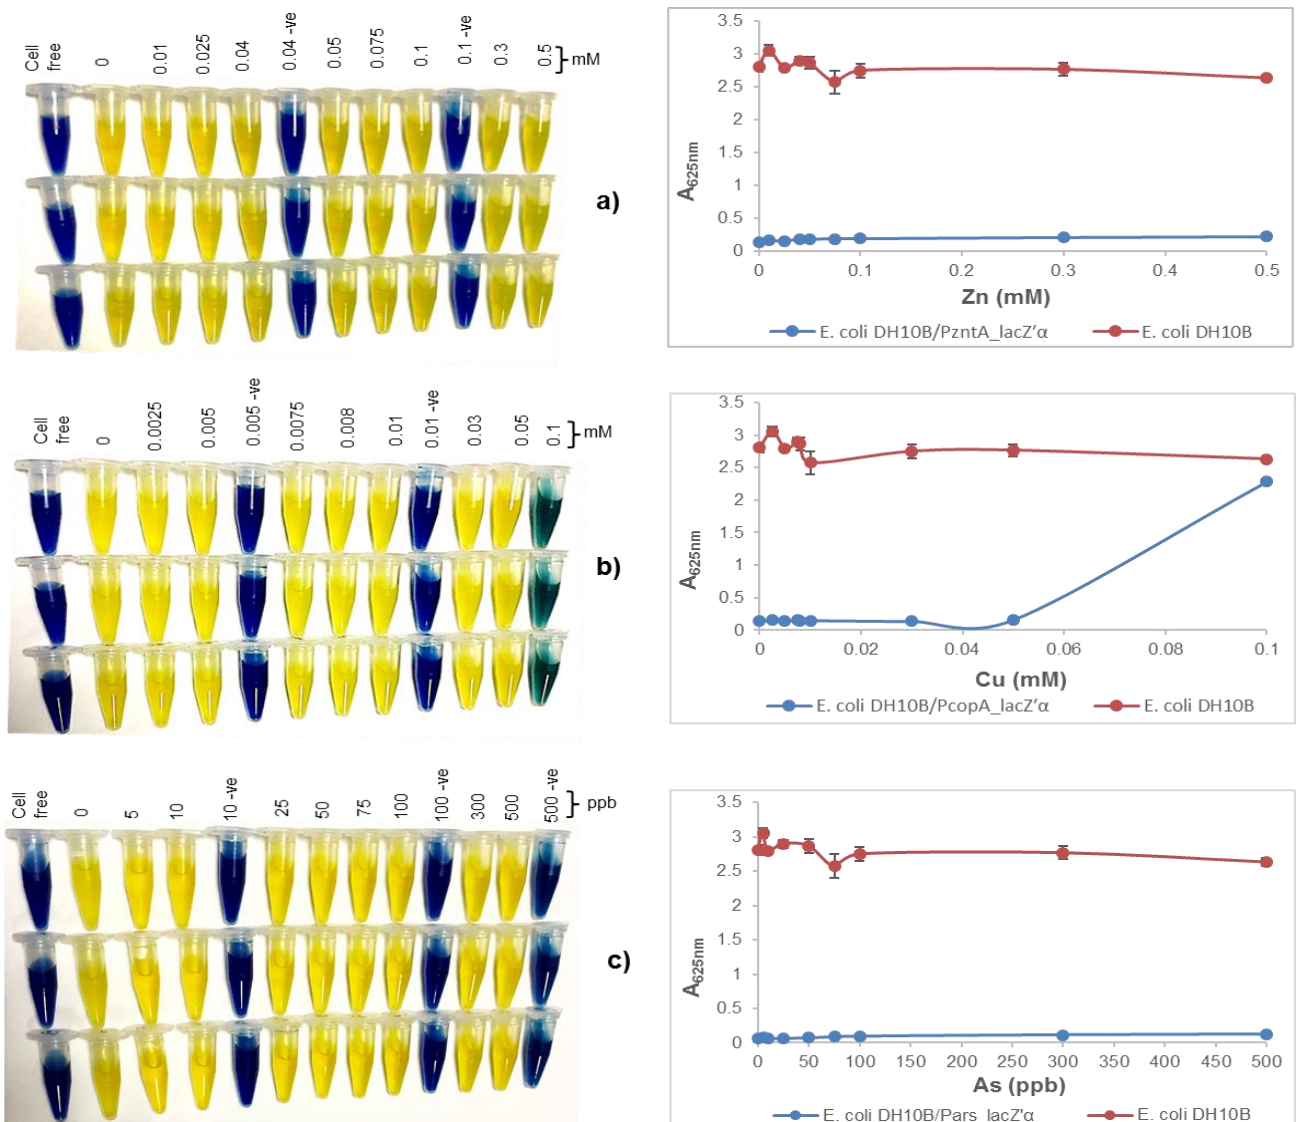 Cell free 0 0.01 0.025 0.04 0.04 -ve 0.05 0.075 0.1 0.1 -ve 0.3 0.5 mM
a)
3.5
3
2.5
2
1.5
1
0.5
0
A625nm
0 0.1 0.2 0.3 0.4 0.5
Zn (mM)
E. coli DH10B/PzntA_lacZ'α E. coli DH10B
Cell free 0 0.0025 0.005 0.005 -ve 0.0075 0.008 0.01 0.01 -ve 0.03 0.05 0.1 mM
b)
3.5
3
2.5
2
1.5
1
0.5
0
A625nm
0 0.02 0.04 0.06 0.08 0.1
Cu (mM)
E. coli DH10B/PcopA_lacZ'α E. coli DH10B
Cell free 0 5 10 10 -ve 25 50 75 100 100 -ve 300 500 500 -ve ppb
c)
3.5
3
2.5
2
1.5
1
0.5
0
A625nm
0 50 100 150 200 250 300 350 400 450 500
As (ppb)
E. coli DH10B/Pars_lacZ'α E. coli DH10B